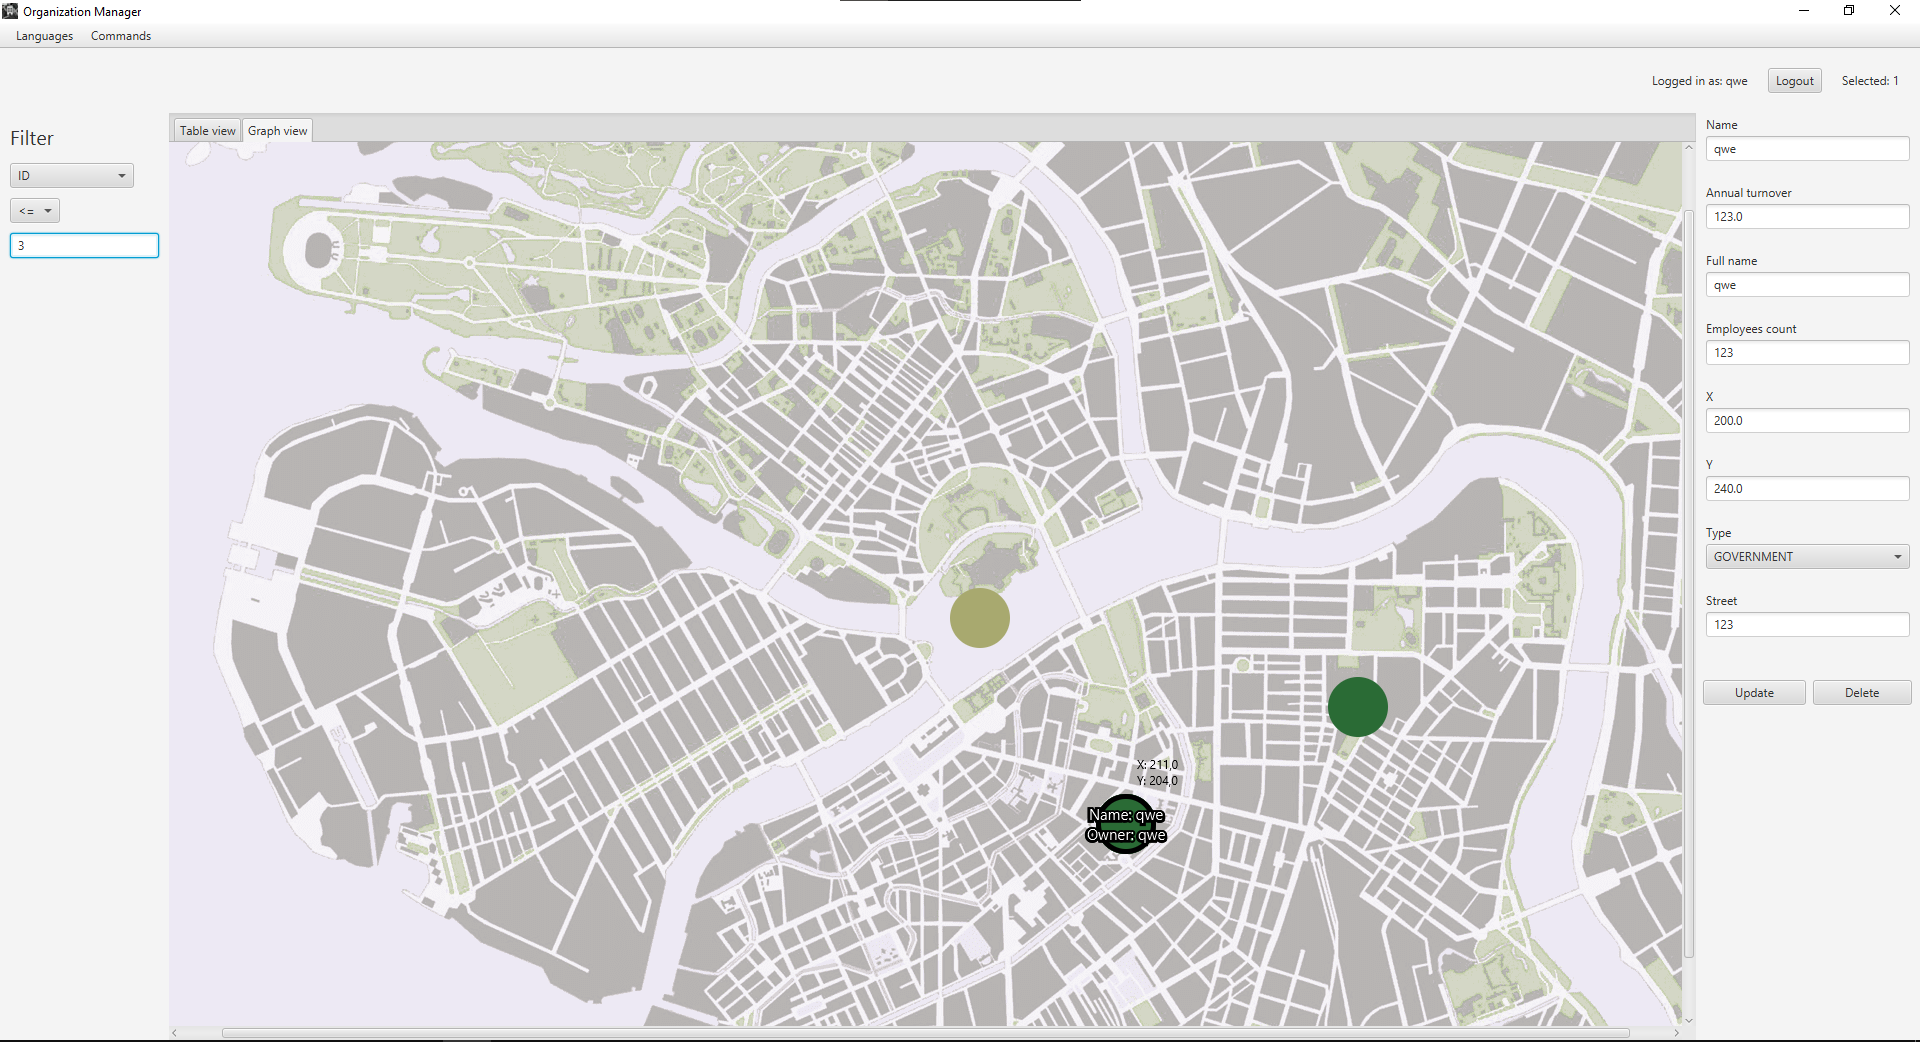 Organization Manager
Languages Commands
Logged in as: qwe Logout Selected: 1
Filter
ID
<=
3
Table view Graph view
X: 211,0
Y: 204,0
Name: qwe
Owner: qwe
Name
qwe
Annual turnover
123.0
Full name
qwe
Employees count
123
X
200.0
Y
240.0
Type
GOVERNMENT
Street
123
Update Delete